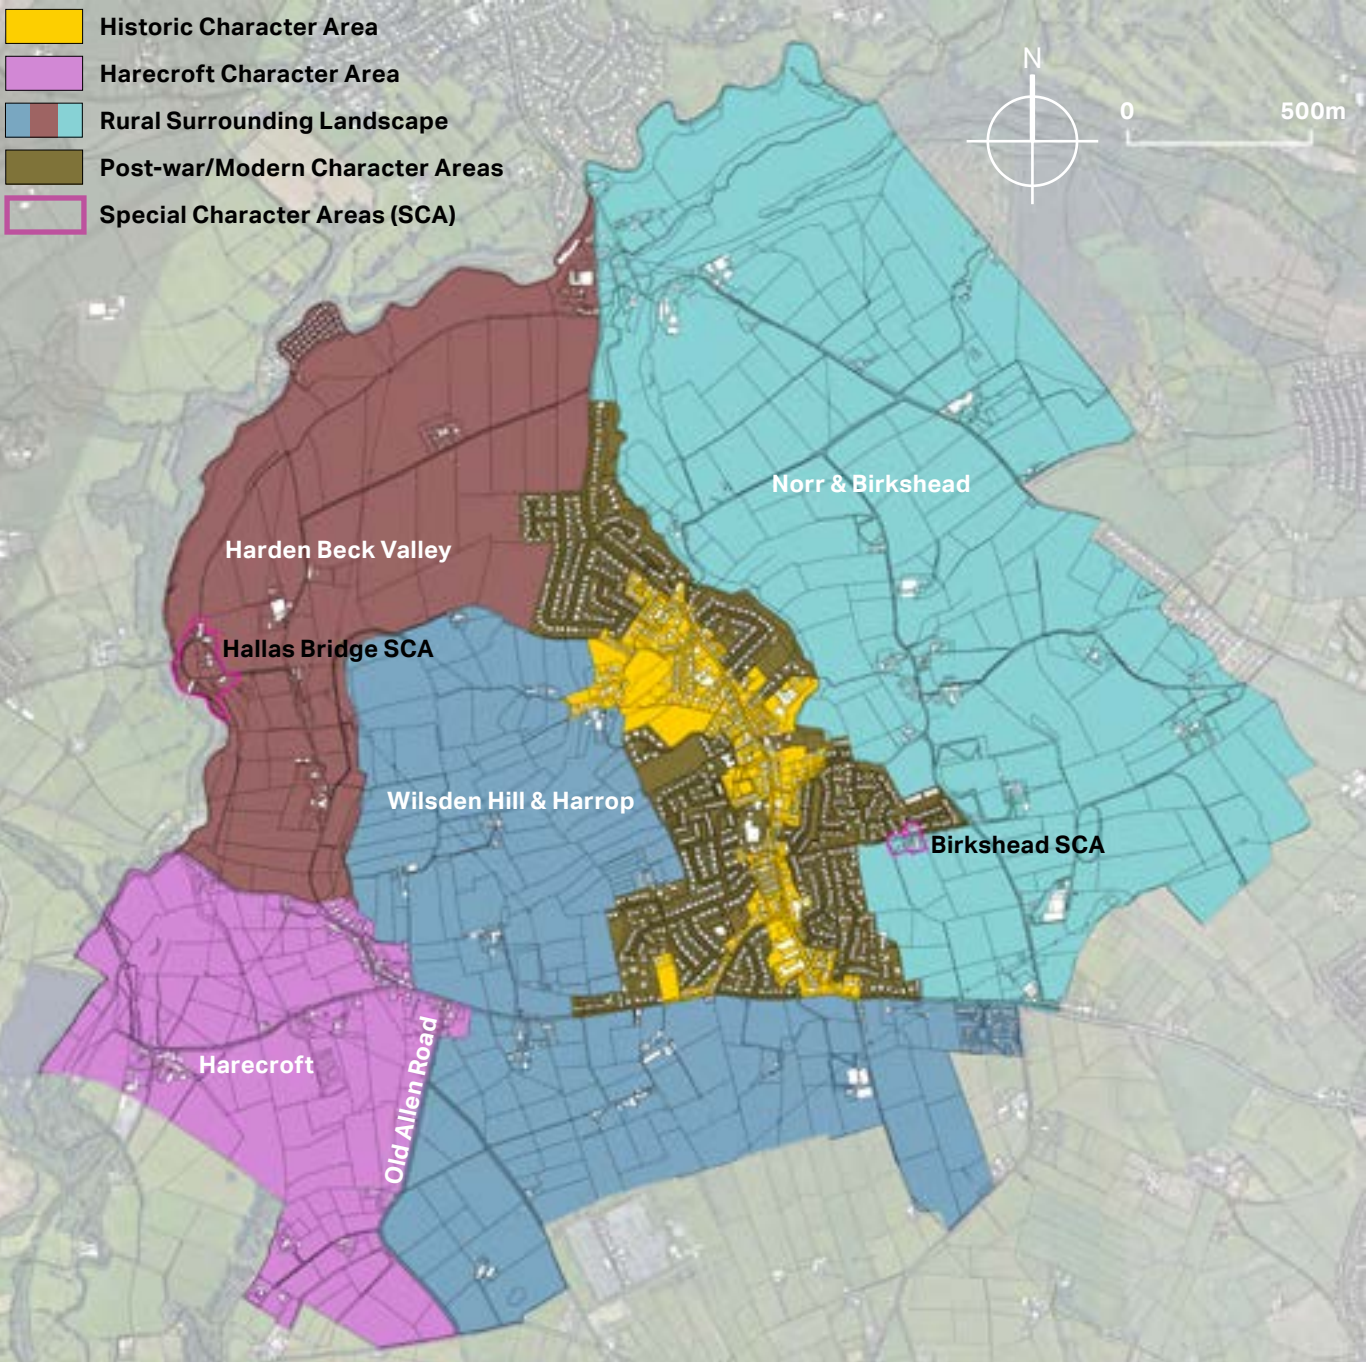 Historic Character Area
Harecroft Character Area
Rural Surrounding Landscape
Post-war/Modern Character Areas
Special Character Areas (SCA)
N
0 500m
Norr & Birkshead
Harden Beck Valley
Hallas Bridge SCA
Wilsden Hill & Harrop
Birkshead SCA
Harecroft
Old Allen Road